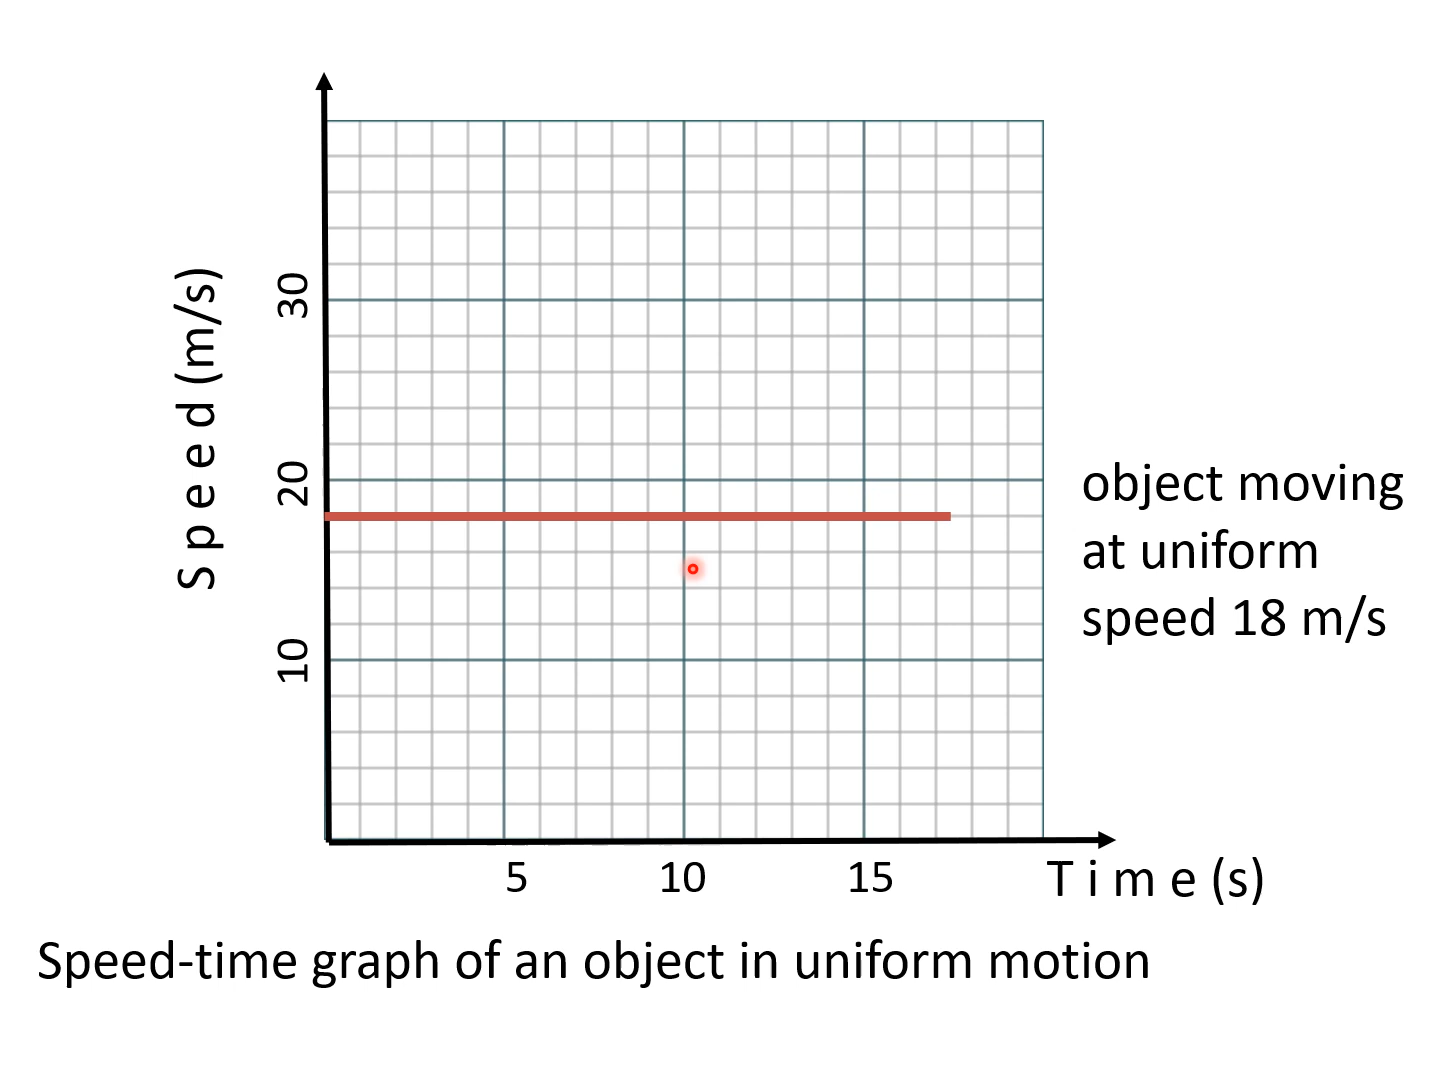 Speed (m/s)
30
20
10
object moving
at uniform
speed 18 m/s
5 10 15 Time (s)
Speed-time graph of an object in uniform motion